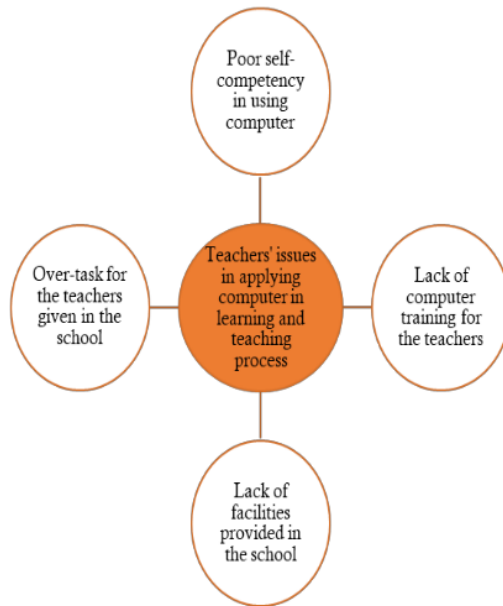 Poor self-
competency
in using
computer
Teachers' issues
in applying
computer in
learning and
teaching
process
Over-task for
the teachers
given in the
school
Lack of
computer
training for
the teachers
Lack of
facilities
provided in
the school